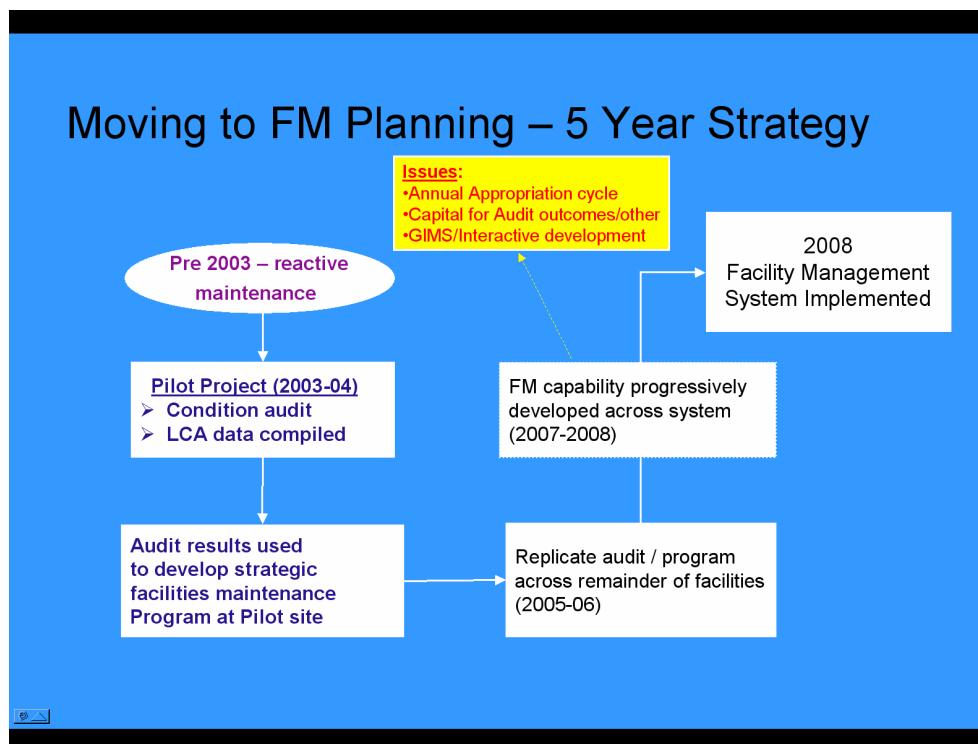 Moving to FM Planning – 5 Year Strategy
Issues:
•Annual Appropriation cycle
•Capital for Audit outcomes/other
•GIMS/Interactive development
Pre 2003 – reactive
maintenance
Pilot Project (2003-04)
➢ Condition audit
➢ LCA data compiled
Audit results used
to develop strategic
facilities maintenance
Program at Pilot site
Replicate audit / program
across remainder of facilities
(2005-06)
FM capability progressively
developed across system
(2007-2008)
2008
Facility Management
System Implemented